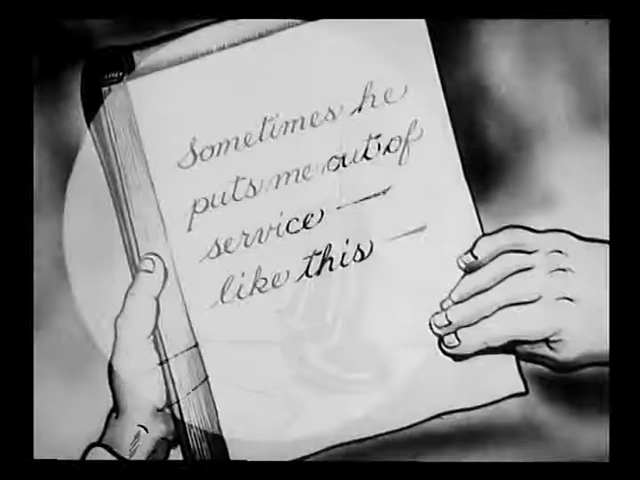 Sometimes he
puts me out of
service —
like this —